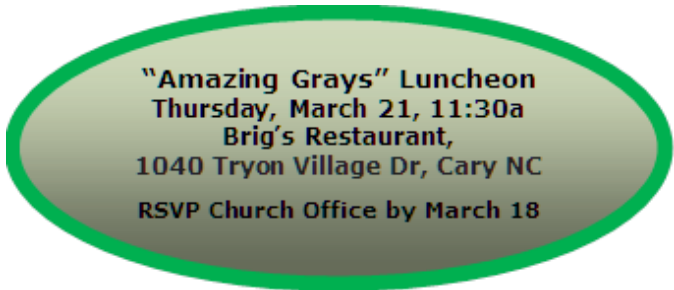 “Amazing Grays” Luncheon
Thursday, March 21, 11:30a
Brig’s Restaurant,
1040 Tryon Village Dr, Cary NC
RSVP Church Office by March 18